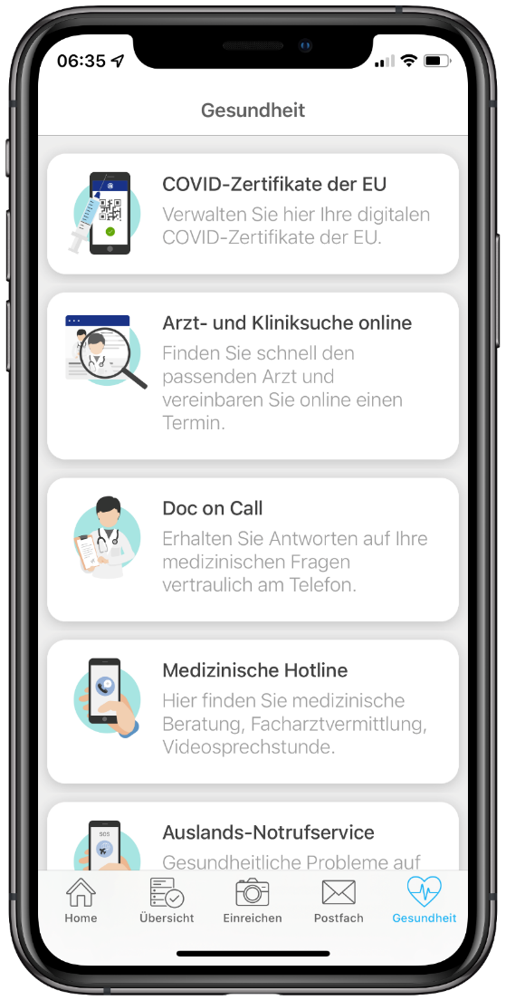 06:35
Gesundheit
COVID-Zertifikate der EU
Verwalten Sie hier Ihre digitalen
COVID-Zertifikate der EU.
Arzt- und Kliniksuche online
Finden Sie schnell den
passenden Arzt und
vereinbaren Sie online einen
Termin.
Doc on Call
Erhalten Sie Antworten auf Ihre
medizinischen Fragen
vertraulich am Telefon.
Medizinische Hotline
Hier finden Sie medizinische
Beratung, Facharztvermittlung,
Videosprechstunde.
SOS
Auslands-Notrufservice
Gesundheitliche Probleme auf
Home
Übersicht
Einreichen
Postfach
Gesundheit